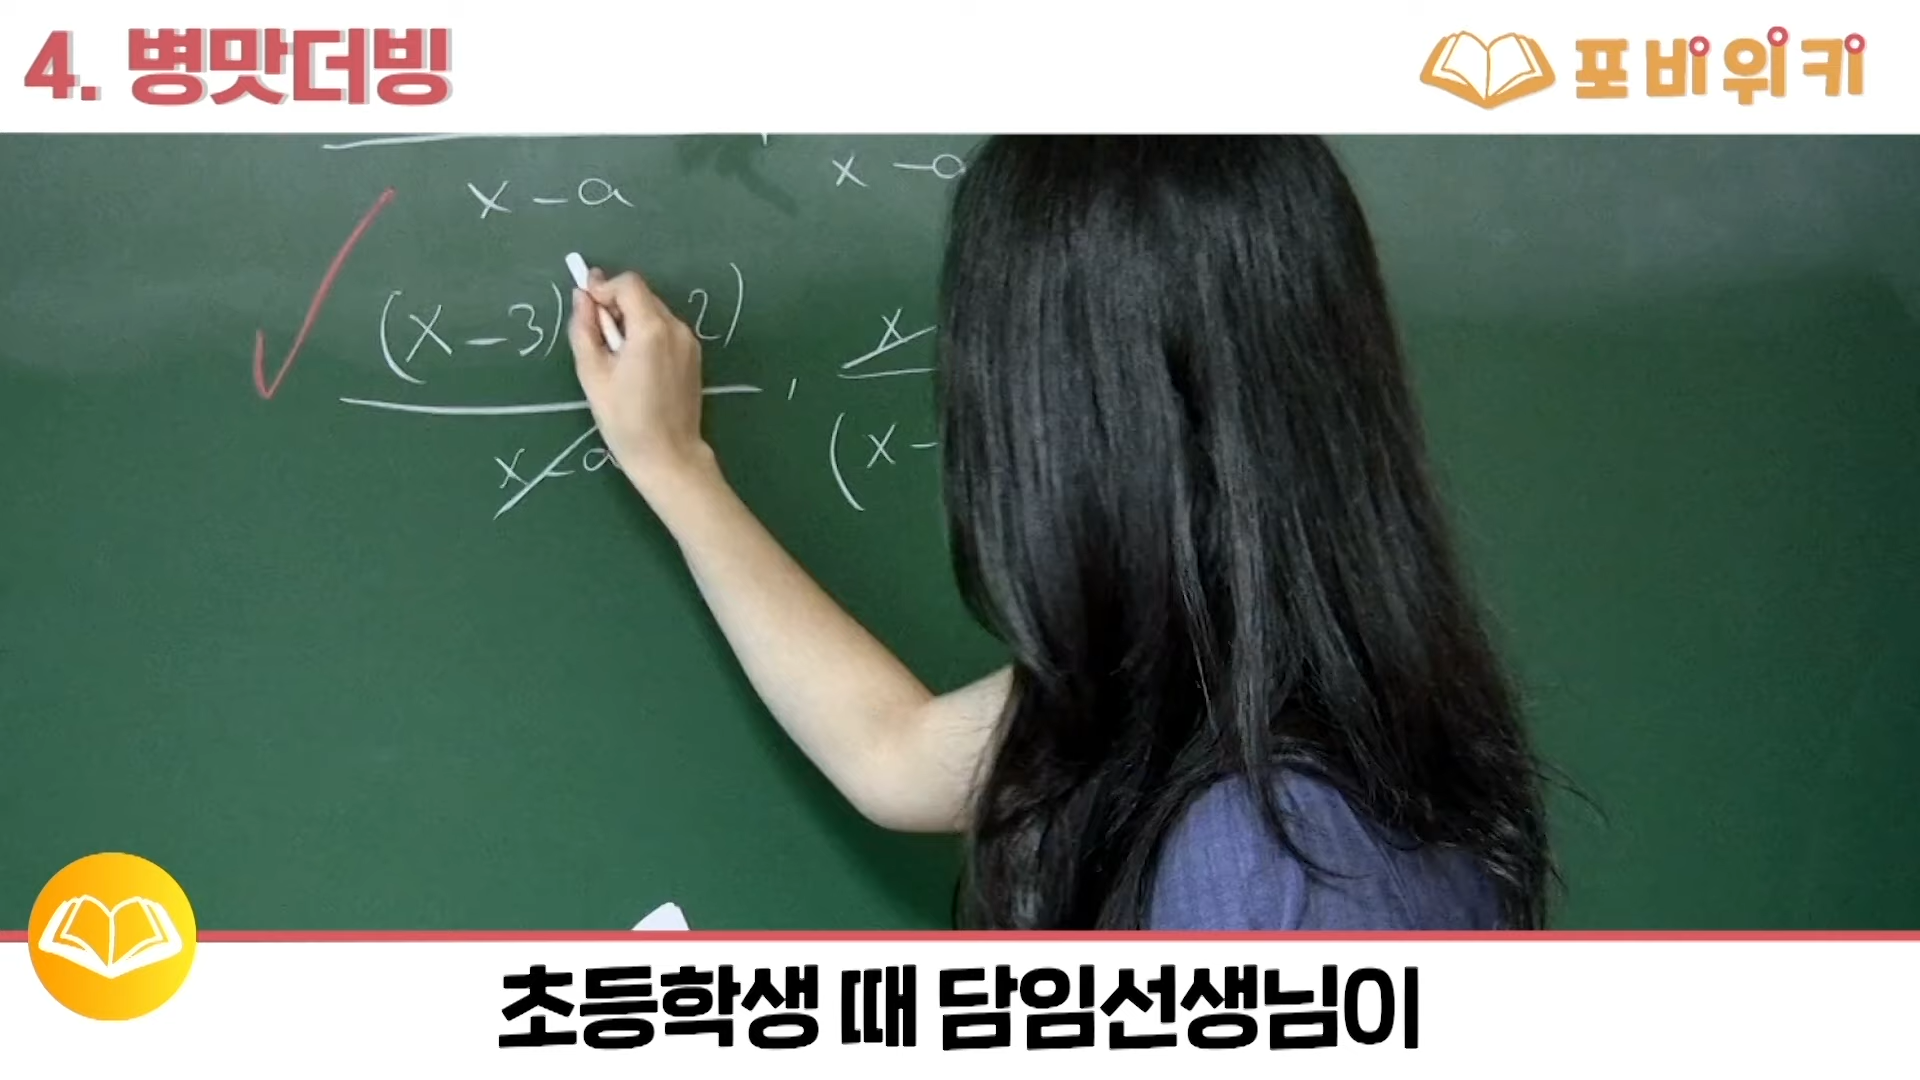 4. 병맛더빙
포비위키
x - a
x - a
(x - 3) 2) , x
x - a (x -
초등학생 때 담임선생님이